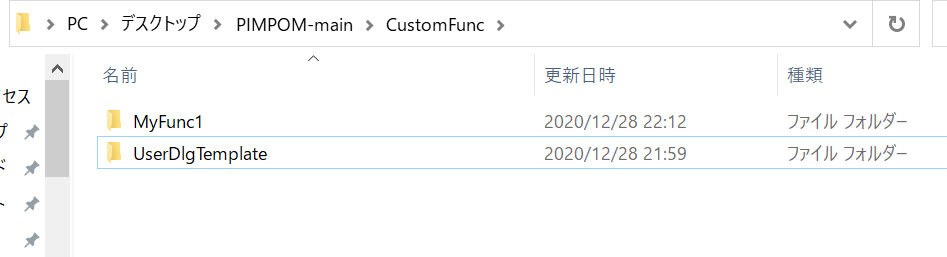 PC > デスクトップ > PIMPOM-main > CustomFunc >
名前 更新日時 種類
セス
MyFunc1 2020/12/28 22:12 ファイル フォルダー
プ
UserDlgTemplate 2020/12/28 21:59 ファイル フォルダー
ド
ト